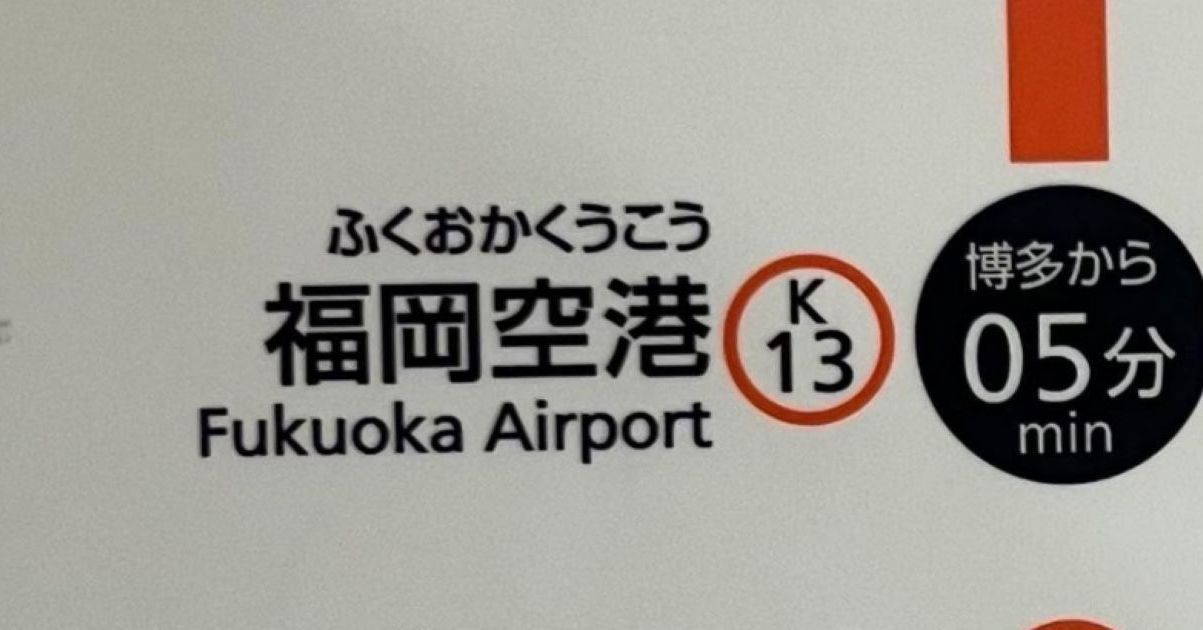 ふくおかくうこう
福岡空港
Fukuoka Airport
K
13
博多から
05分
min